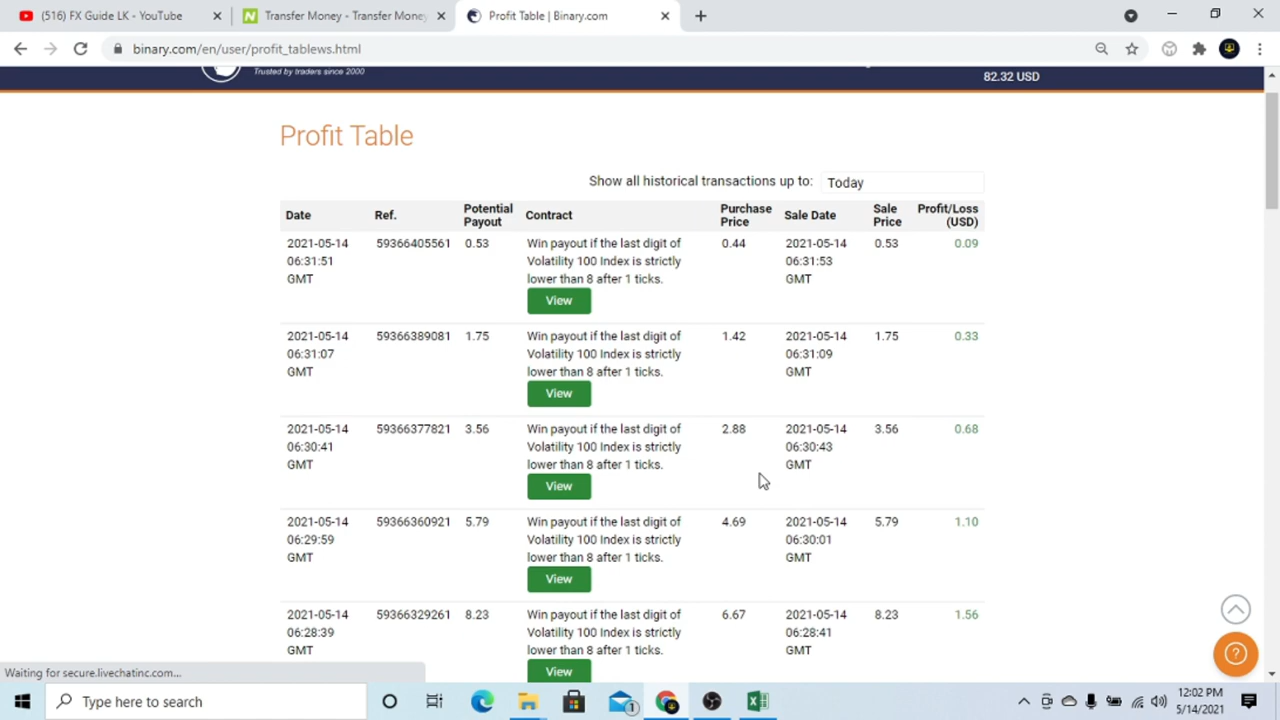 (516) FX Guide LK - YouTube
Transfer Money - Transfer Money
Profit Table | Binary.com
binary.com/en/user/profit_tablews.html
Trusted by traders since 2000
82.32 USD
Profit Table
Show all historical transactions up to: Today
Date Ref. Potential Payout Contract Purchase Price Sale Date Sale Price Profit/Loss (USD)
2021-05-14 59366405561 0.53 Win payout if the last digit of 0.44 2021-05-14 0.53 0.09
06:31:51 Volatility 100 Index is strictly 06:31:53
GMT lower than 8 after 1 ticks. GMT
View
2021-05-14 59366389081 1.75 Win payout if the last digit of 1.42 2021-05-14 1.75 0.33
06:31:07 Volatility 100 Index is strictly 06:31:09
GMT lower than 8 after 1 ticks. GMT
View
2021-05-14 59366377821 3.56 Win payout if the last digit of 2.88 2021-05-14 3.56 0.68
06:30:41 Volatility 100 Index is strictly 06:30:43
GMT lower than 8 after 1 ticks. GMT
View
2021-05-14 59366360921 5.79 Win payout if the last digit of 4.69 2021-05-14 5.79 1.10
06:29:59 Volatility 100 Index is strictly 06:30:01
GMT lower than 8 after 1 ticks. GMT
View
2021-05-14 59366329261 8.23 Win payout if the last digit of 6.67 2021-05-14 8.23 1.56
06:28:39 Volatility 100 Index is strictly 06:28:41
GMT lower than 8 after 1 ticks. GMT
View
Waiting for secure.livechatinc.com...
Type here to search
1
12:02 PM
5/14/2021